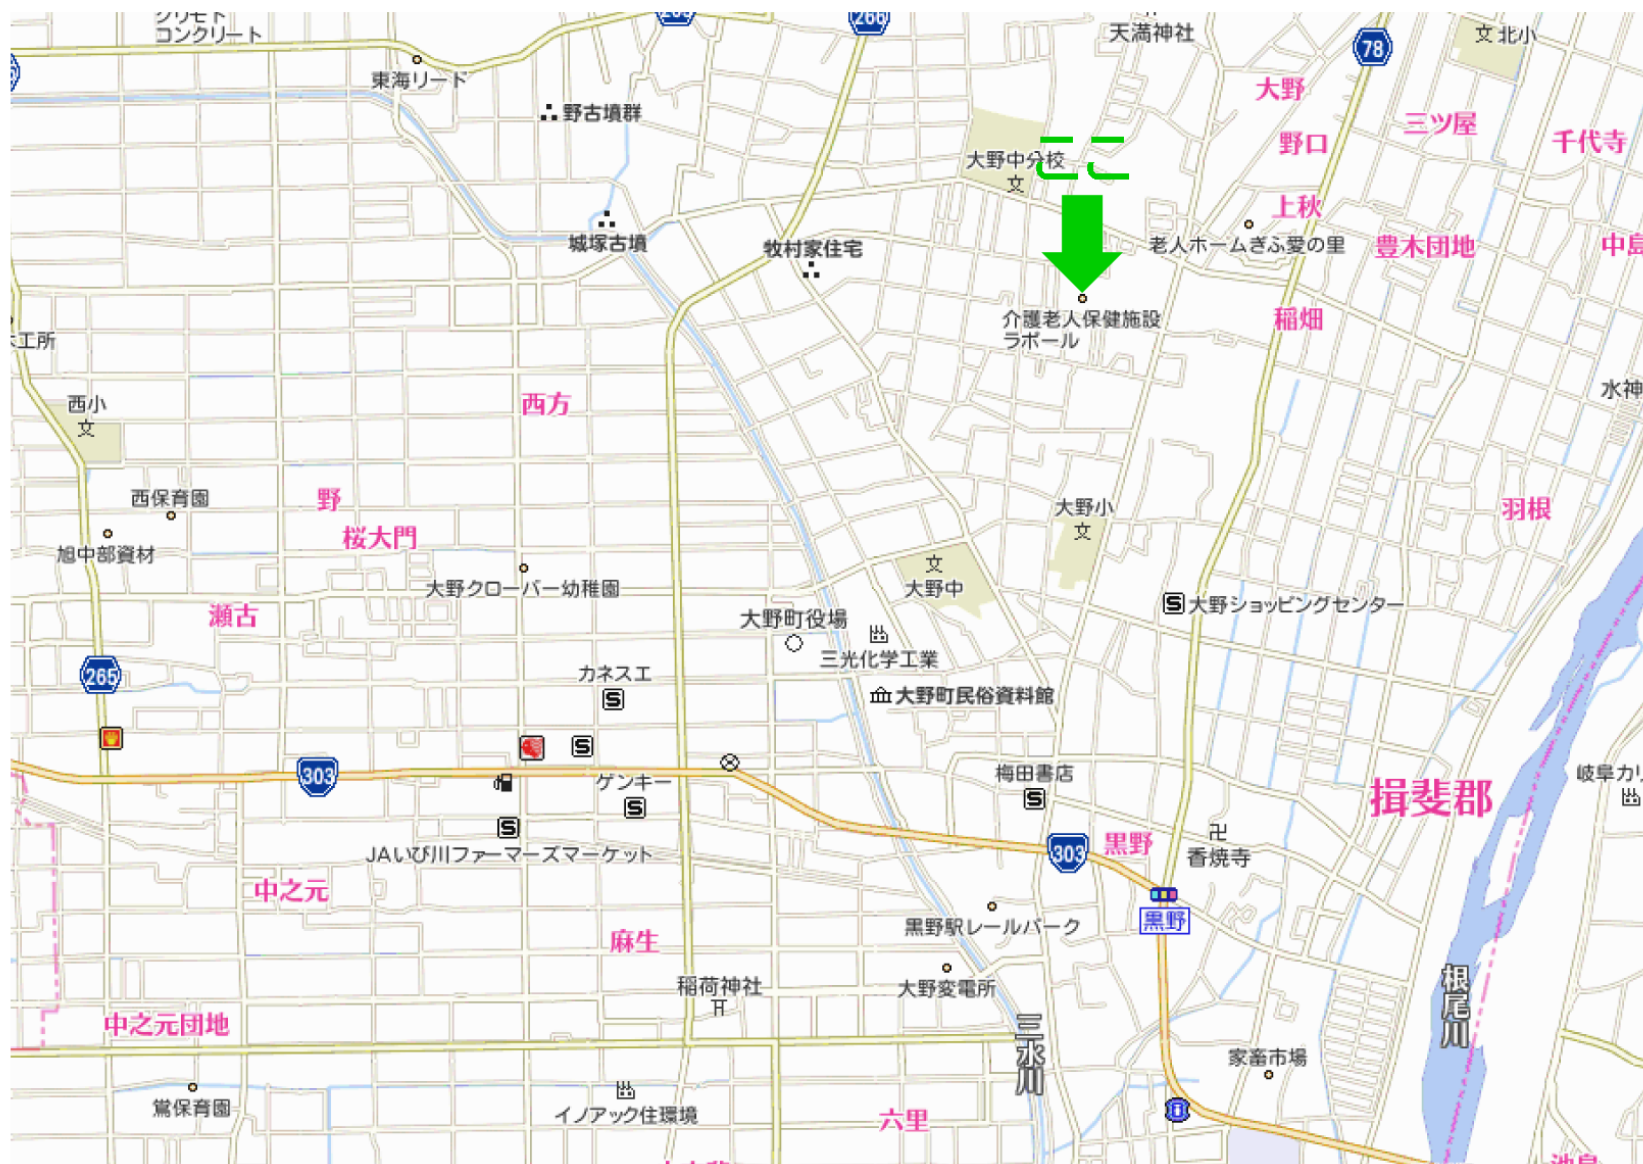 クリモト
コンクリート
266
天満神社
78
文 北小
東海リード
大野
野古墳群
三ツ屋
千代寺
野口
大野中分校
文
上秋
城塚古墳
牧村家住宅
老人ホームぎふ愛の里
豊木団地
介護老人保健施設
ラポール
稲畑
工所
西小
文
西方
水神
西保育園
野
大野小
文
羽根
桜大門
旭中部資材
大野クローバー幼稚園
文
大野中
S 大野ショッピングセンター
瀬古
大野町役場
三光化学工業
265
カネスエ
S
大野町民俗資料館
S
303
ゲンキー
S
梅田書店
S
岐阜カリ
揖斐郡
S
JAいび川ファーマーズマーケット
303
黒野
卍
香焼寺
中之元
黒野駅レールパーク
黒野
麻生
稲荷神社
大野変電所
根尾川
中之元団地
三水川
家畜市場
鴬保育園
イノアック住環境
六里